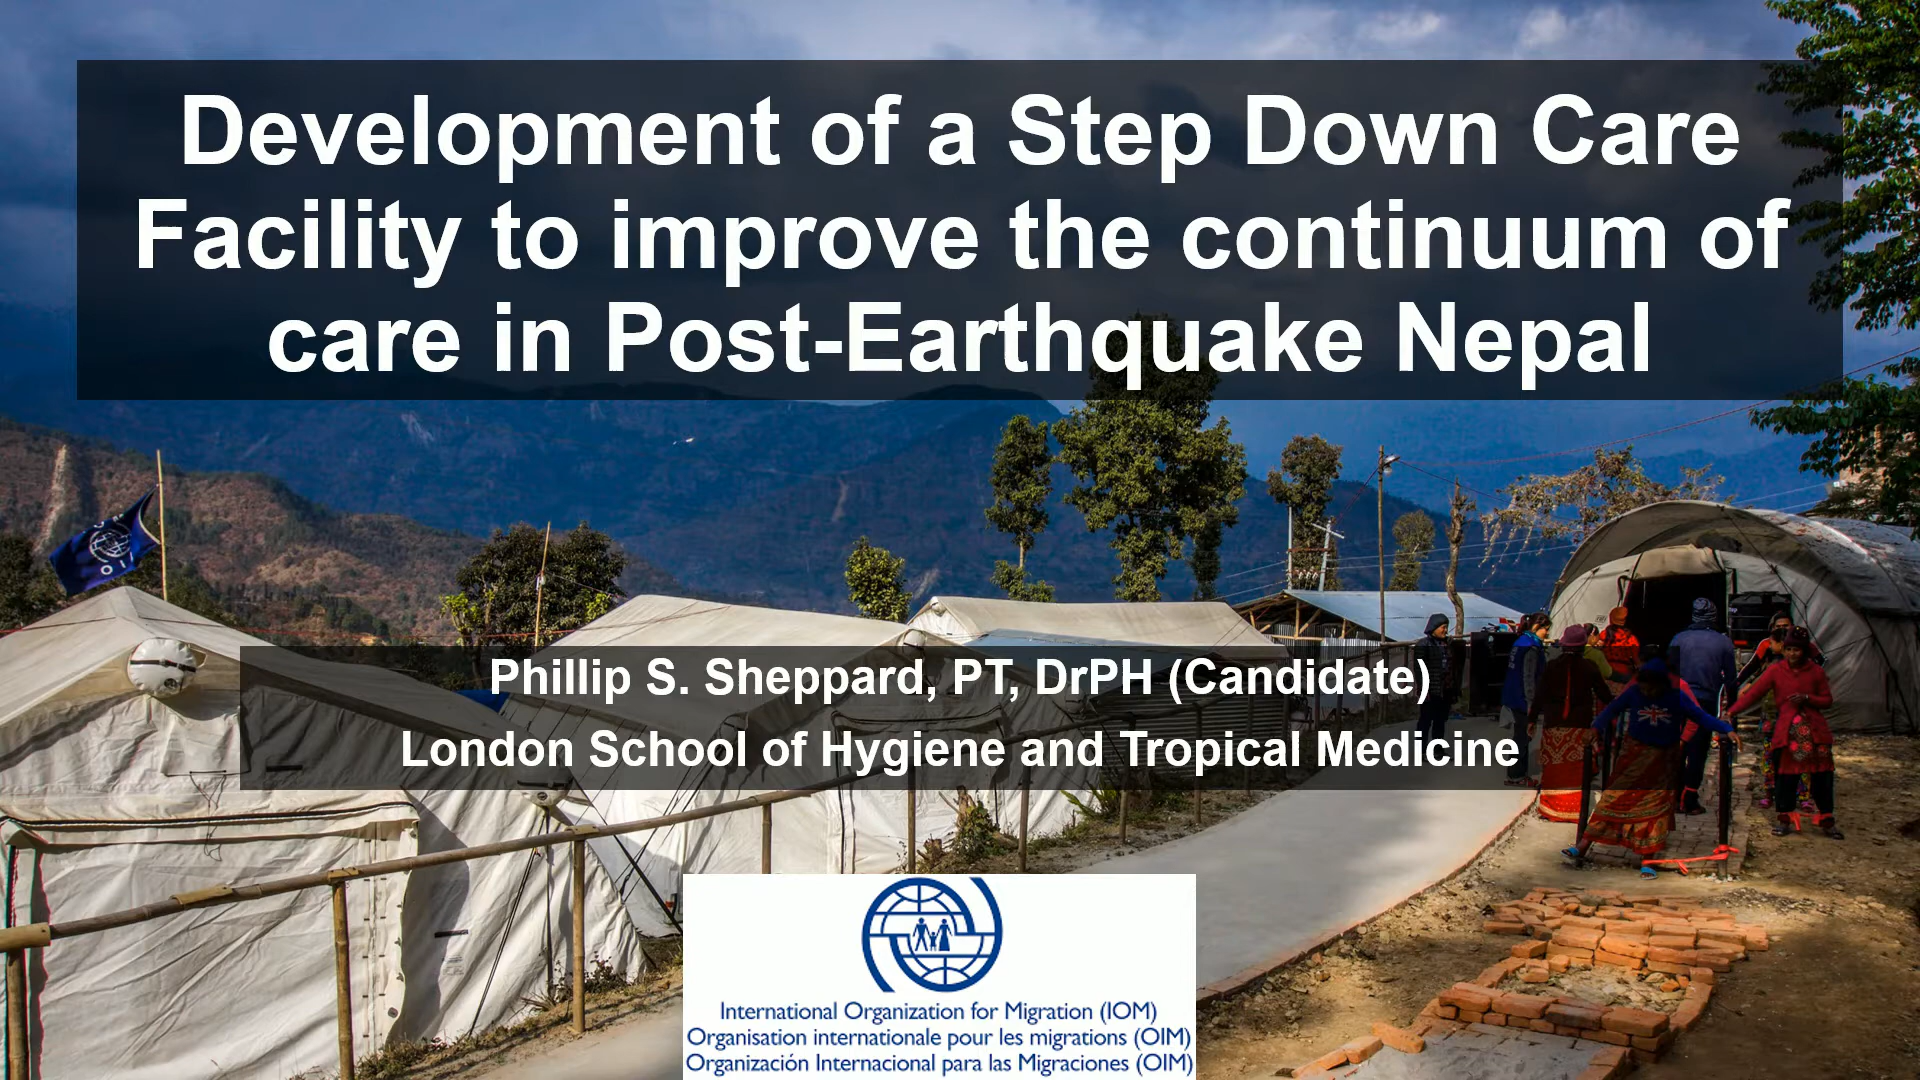 Development of a Step Down Care
Facility to improve the continuum of
care in Post-Earthquake Nepal
Phillip S. Sheppard, PT, DrPH (Candidate)
London School of Hygiene and Tropical Medicine
International Organization for Migration (IOM)
Organisation internationale pour les migrations (OIM)
Organización Internacional para las Migraciones (OIM)